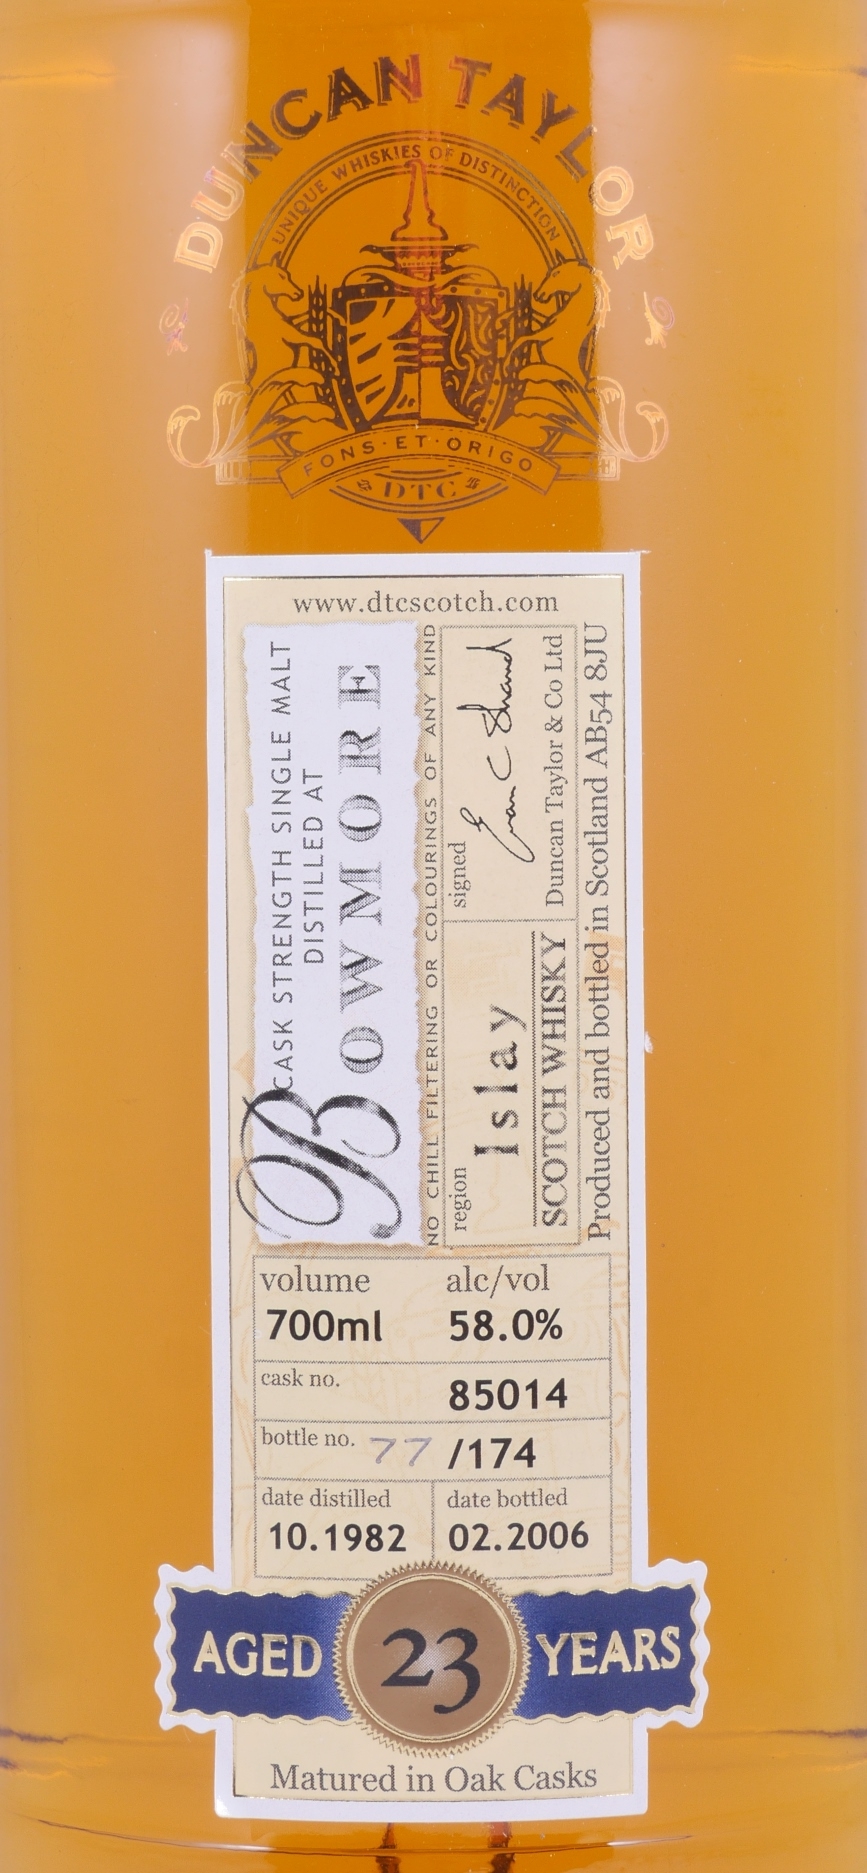 DUNCAN TAYLOR
UNIQUE WHISKIES OF DISTINCTION
FONS·ET·ORIGO
DTC
www.dtcscotch.com
CASK STRENGTH SINGLE MALT
DISTILLED AT
BOWMORE
NO CHILL FILTERING OR COLOURINGS OF ANY KIND
region
Islay
SCOTCH WHISKY
signed
Euan C Shand
Duncan Taylor & Co Ltd
Produced and bottled in Scotland AB54 8JU
volume alc/vol
700ml 58.0%
cask no. 85014
bottle no. 77 /174
date distilled date bottled
10.1982 02.2006
AGED 23 YEARS
Matured in Oak Casks